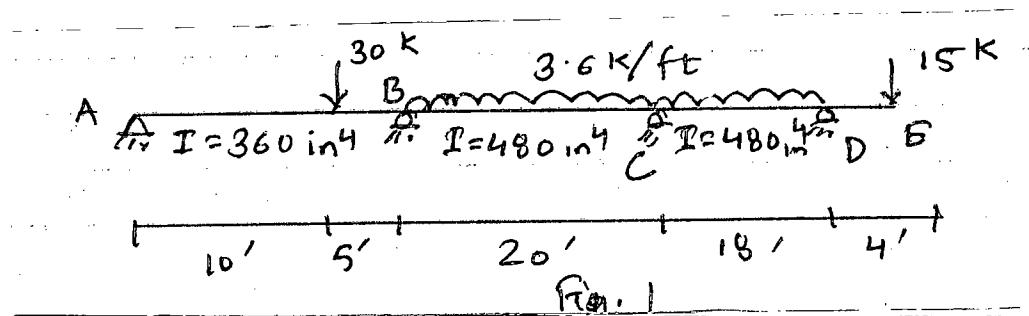 30 K 3.6 K/ft 15 K
A B
I=360 in4 I=480 in4 C I=480 in4 D E
10' 5' 20' 18' 4'
Fig. 1